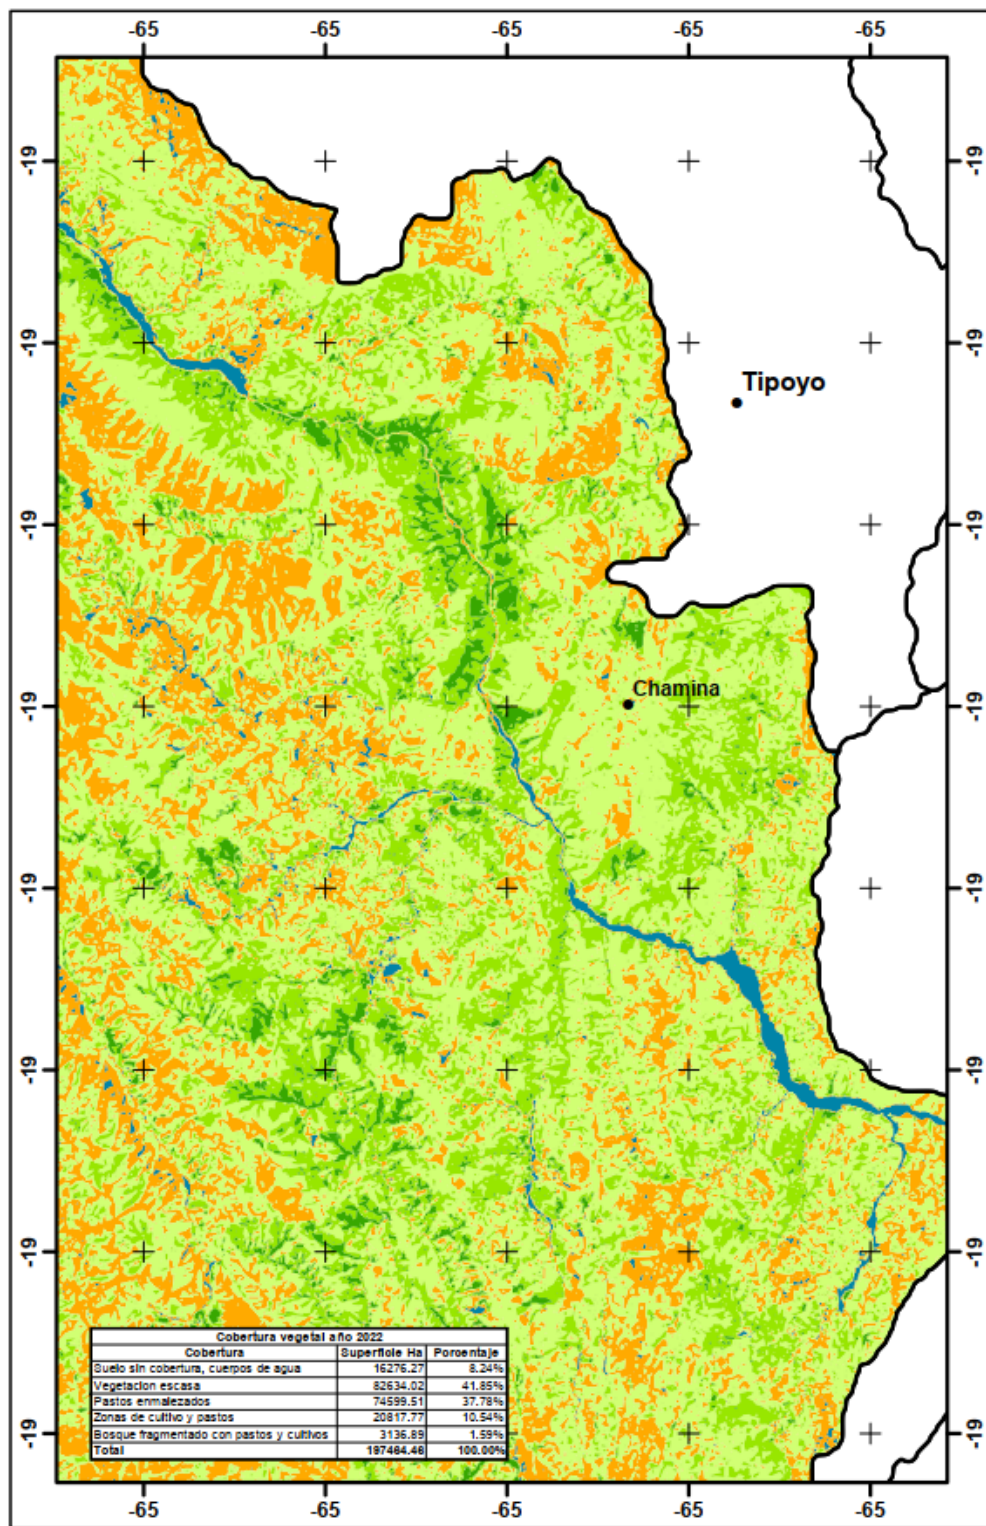 -65 -65 -65 -65 -65
-19 -19
-19 -19
Tipoyo
-19 -19
Chamina
-19 -19
-19 -19
-19 -19
-19 -19
Cobertura vegetal año 2022
Cobertura Superficie Ha Porcentaje
Suelo sin cobertura, cuerpos de agua 16276.27 8.24%
Vegetacion escasa 82634.02 41.85%
Pastos enmalezados 74599.51 37.78%
Zonas de cultivo y pastos 20817.77 10.54%
Bosque fragmentado con pastos y cultivos 3136.89 1.59%
Total 197464.46 100.00%
-19 -19
-65 -65 -65 -65 -65